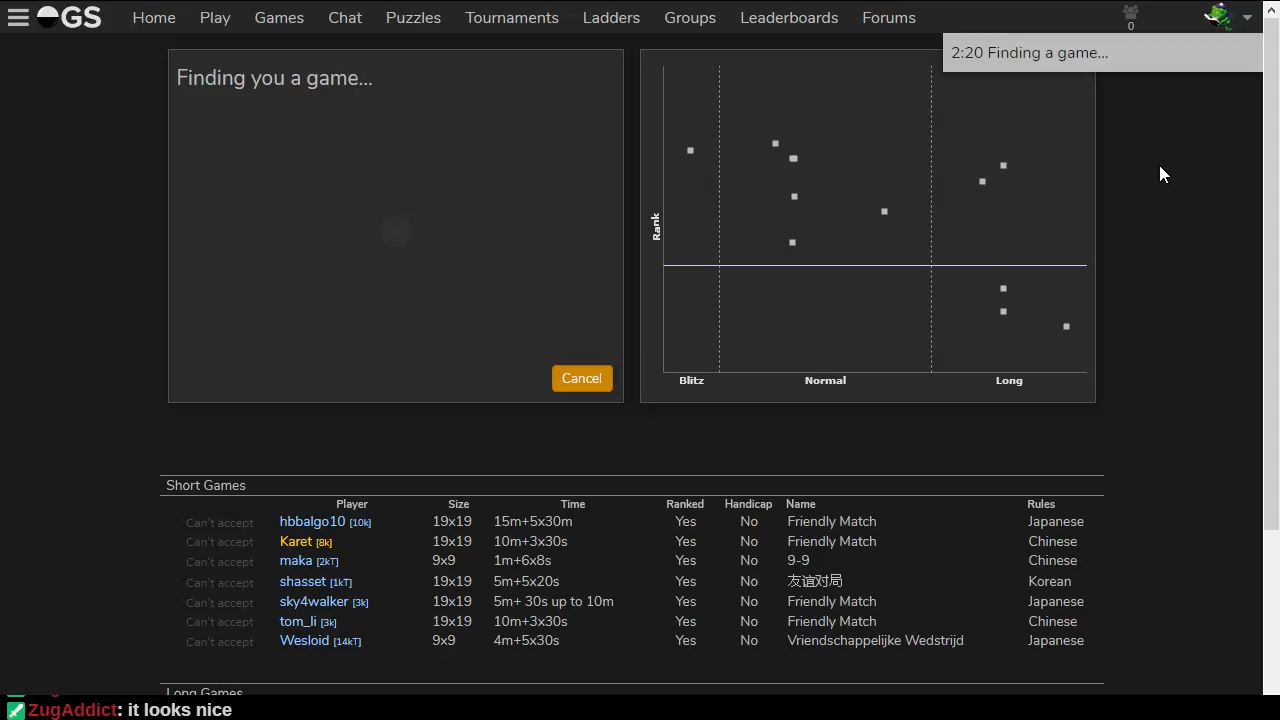 OGS Home Play Games Chat Puzzles Tournaments Ladders Groups Leaderboards Forums 0
2:20 Finding a game...
Finding you a game...
Cancel
Rank
Blitz Normal Long
Short Games
Player Size Time Ranked Handicap Name Rules
Can't accept hbbalgo10 [10k] 19x19 15m+5x30m Yes No Friendly Match Japanese
Can't accept Karet [8k] 19x19 10m+3x30s Yes No Friendly Match Chinese
Can't accept maka [2kT] 9x9 1m+6x8s Yes No 9-9 Chinese
Can't accept shasset [1kT] 19x19 5m+5x20s Yes No 友谊对局 Korean
Can't accept sky4walker [3k] 19x19 5m+ 30s up to 10m Yes No Friendly Match Japanese
Can't accept tom_li [3k] 19x19 10m+3x30s Yes No Friendly Match Chinese
Can't accept Wesloid [14kT] 9x9 4m+5x30s Yes No Vriendschappelijke Wedstrijd Japanese
Long Games
ZugAddict: it looks nice